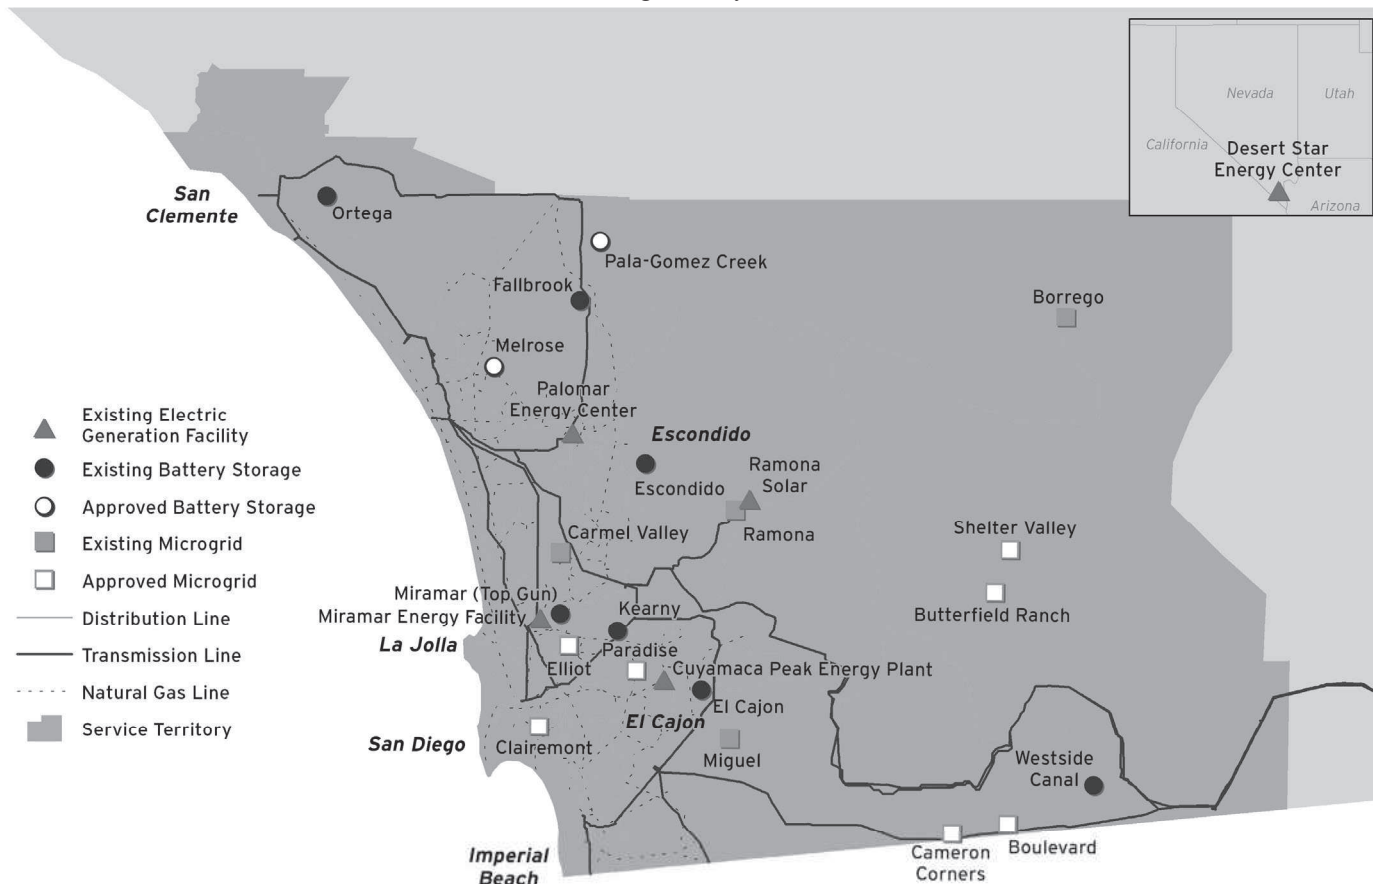 Nevada
Utah
California
Desert Star
Energy Center
Arizona
San
Clemente
Ortega
Pala-Gomez Creek
Fallbrook
Borrego
Melrose
Palomar
Energy Center
Existing Electric
Generation Facility
Existing Battery Storage
Approved Battery Storage
Existing Microgrid
Approved Microgrid
Distribution Line
Transmission Line
Natural Gas Line
Service Territory
Escondido
Escondido
Ramona
Solar
Ramona
Carmel Valley
Shelter Valley
Butterfield Ranch
Miramar (Top Gun)
Miramar Energy Facility
Kearny
La Jolla
Elliot
Paradise
Cuyamaca Peak Energy Plant
El Cajon
El Cajon
San Diego
Clairemont
Miguel
Westside
Canal
Imperial
Beach
Cameron
Corners
Boulevard